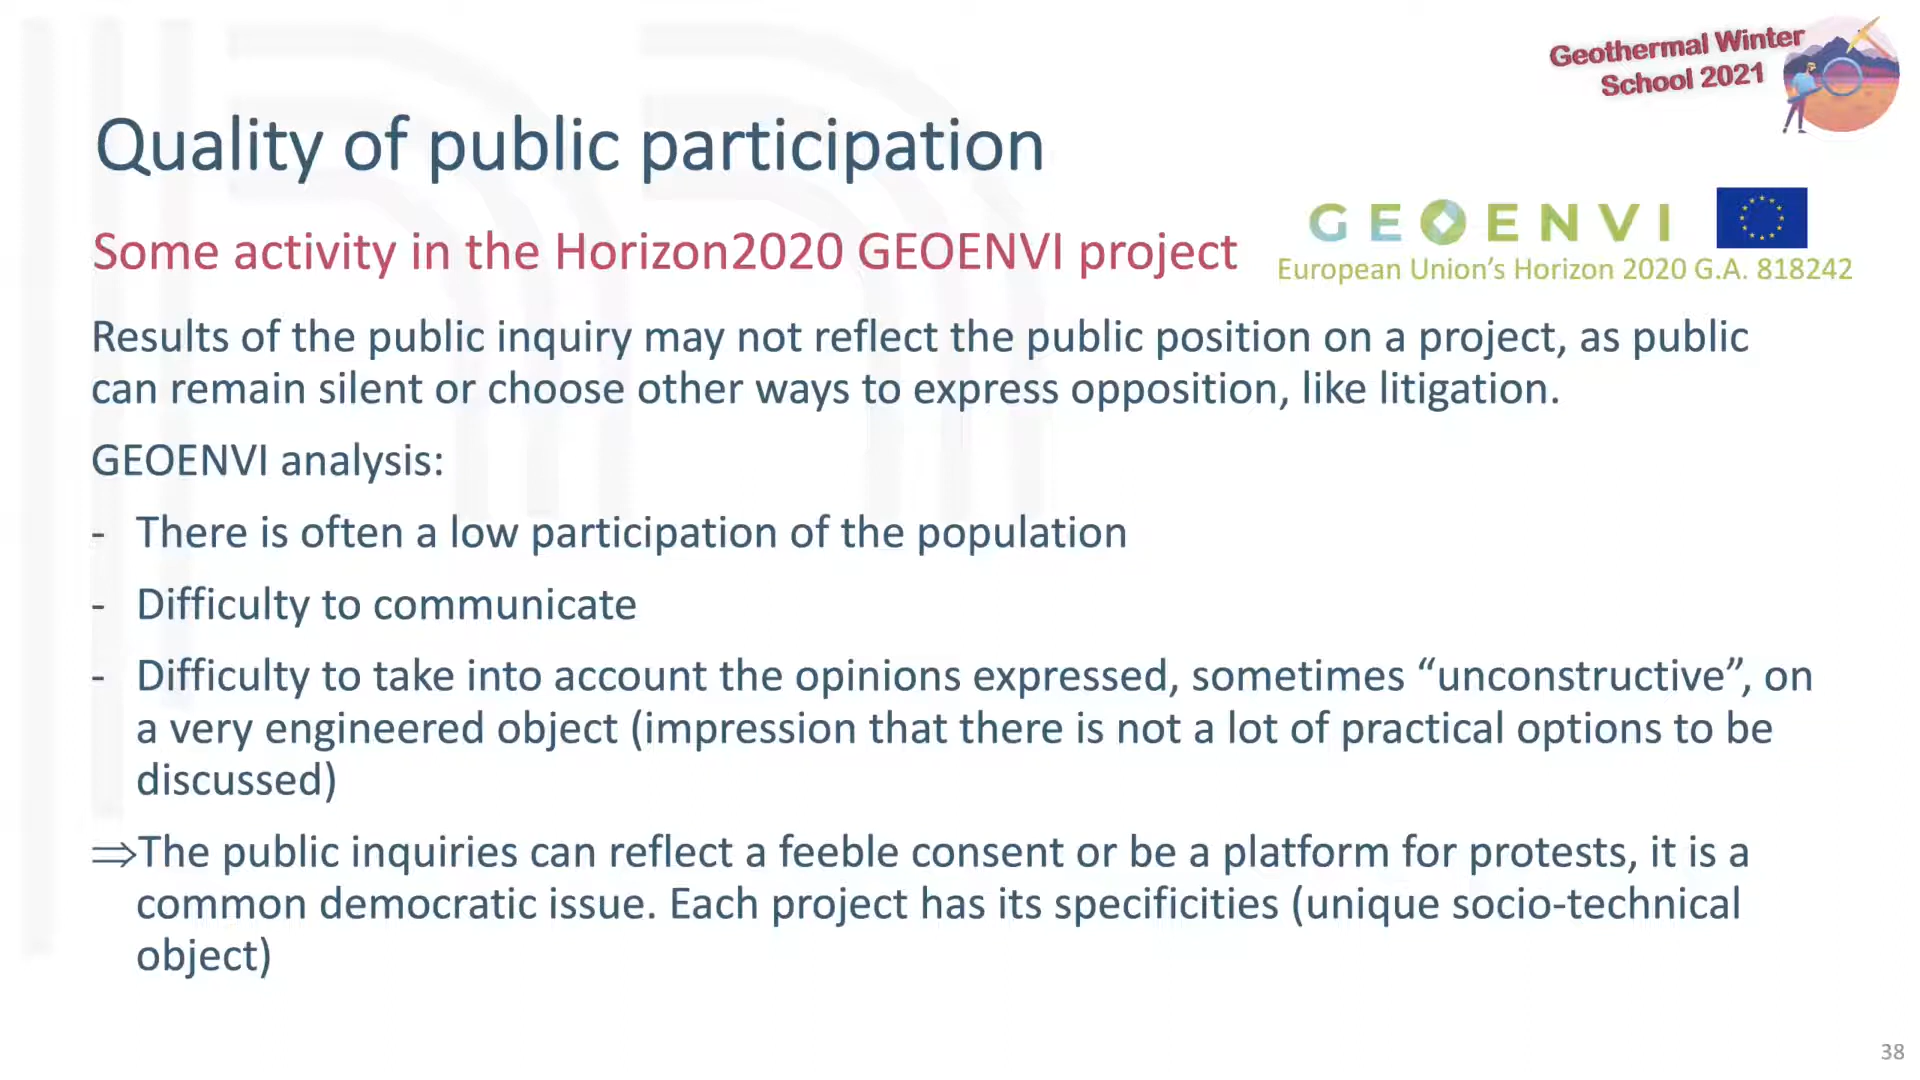 Geothermal Winter
School 2021
Quality of public participation
GEOENVI
Some activity in the Horizon2020 GEOENVI project
European Union’s Horizon 2020 G.A. 818242
Results of the public inquiry may not reflect the public position on a project, as public
can remain silent or choose other ways to express opposition, like litigation.
GEOENVI analysis:
- There is often a low participation of the population
- Difficulty to communicate
- Difficulty to take into account the opinions expressed, sometimes “unconstructive”, on
a very engineered object (impression that there is not a lot of practical options to be
discussed)
⇒The public inquiries can reflect a feeble consent or be a platform for protests, it is a
common democratic issue. Each project has its specificities (unique socio-technical
object)
38